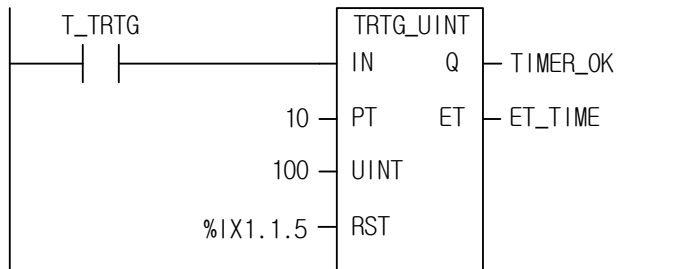 T_TRTG TRTG_UINT
IN Q TIMER_OK
10 PT ET ET_TIME
100 UINT
%IX1.1.5 RST